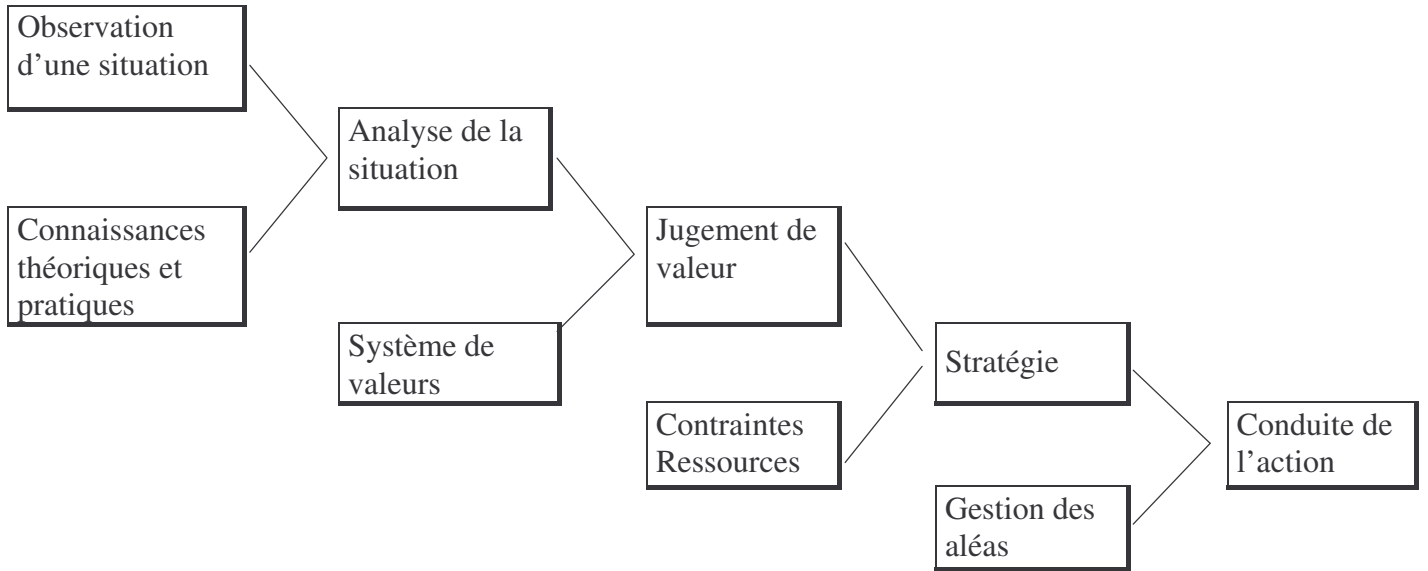 Observation
d’une situation
Connaissances
théoriques et
pratiques
Analyse de la
situation
Système de
valeurs
Jugement de
valeur
Contraintes
Ressources
Stratégie
Gestion des
aléas
Conduite de
l’action